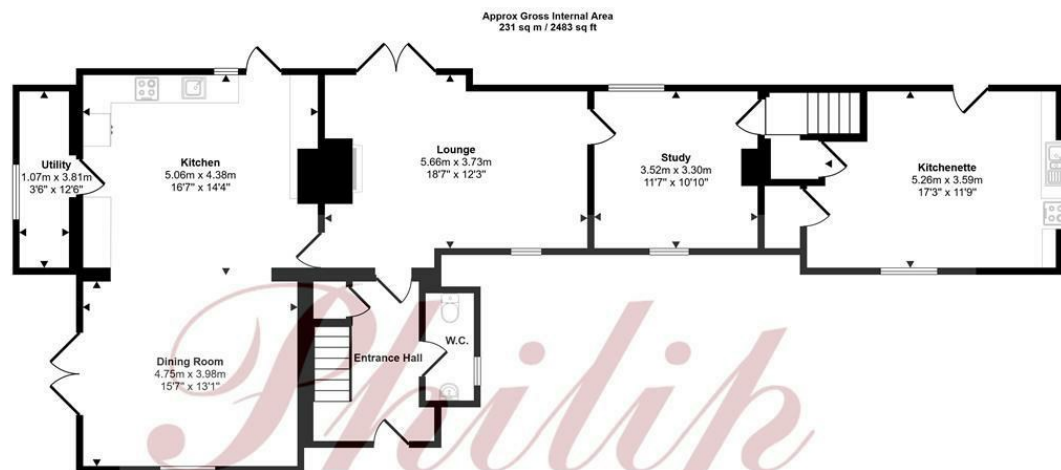 Approx Gross Internal Area
231 sq m / 2483 sq ft
Utility
1.07m x 3.81m
3'6" x 12'6"
Kitchen
5.06m x 4.38m
16'7" x 14'4"
Lounge
5.66m x 3.73m
18'7" x 12'3"
Study
3.52m x 3.30m
11'7" x 10'10"
Kitchenette
5.26m x 3.59m
17'3" x 11'9"
Dining Room
4.75m x 3.98m
15'7" x 13'1"
Entrance Hall
W.C.
Philip